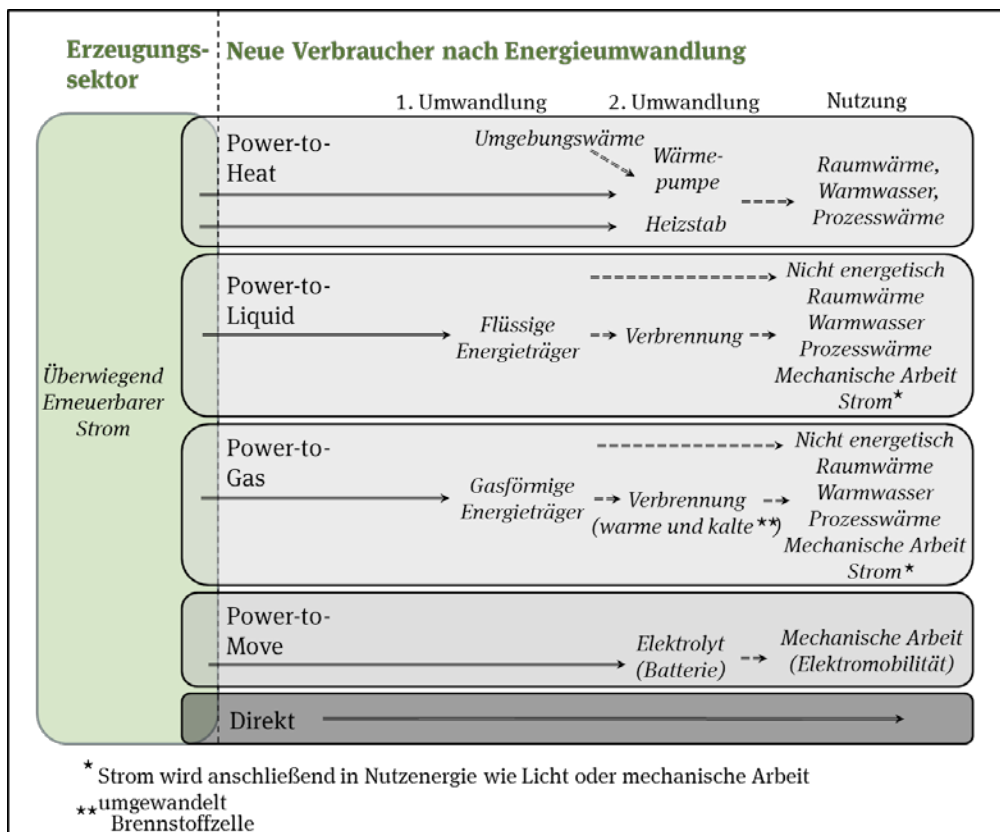 Erzeugungs-
sektor
Neue Verbraucher nach Energieumwandlung
1. Umwandlung
2. Umwandlung
Nutzung
Überwiegend
Erneuerbarer
Strom
Power-to-
Heat
Umgebungswärme
Wärme-
pumpe
Heizstab
Raumwärme,
Warmwasser,
Prozesswärme
Power-to-
Liquid
Flüssige
Energieträger
Verbrennung
Nicht energetisch
Raumwärme
Warmwasser
Prozesswärme
Mechanische Arbeit
Strom*
Power-to-
Gas
Gasförmige
Energieträger
Verbrennung
(warme und kalte**)
Nicht energetisch
Raumwärme
Warmwasser
Prozesswärme
Mechanische Arbeit
Strom*
Power-to-
Move
Elektrolyt
(Batterie)
Mechanische Arbeit
(Elektromobilität)
Direkt
* Strom wird anschließend in Nutzenergie wie Licht oder mechanische Arbeit
umgewandelt
** Brennstoffzelle